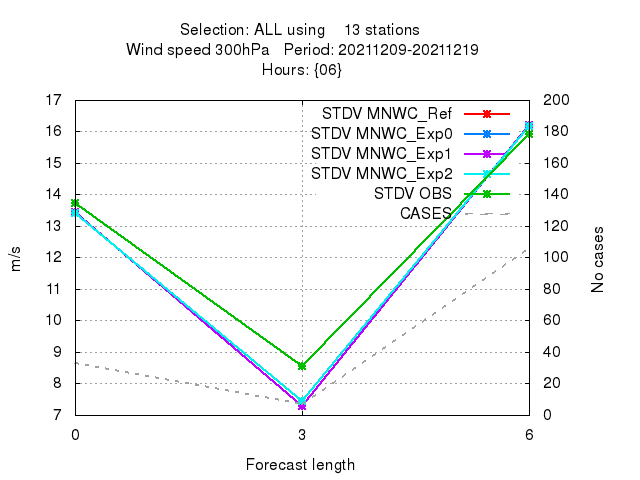 Selection: ALL using 13 stations
Wind speed 300hPa Period: 20211209-20211219
Hours: {06}
STDV MNWC_Ref
STDV MNWC_Exp0
STDV MNWC_Exp1
STDV MNWC_Exp2
STDV OBS
CASES
17
16
15
14
13
12
11
10
9
8
7
m/s
200
180
160
140
120
100
80
60
40
20
0
No cases
0 3 6
Forecast length